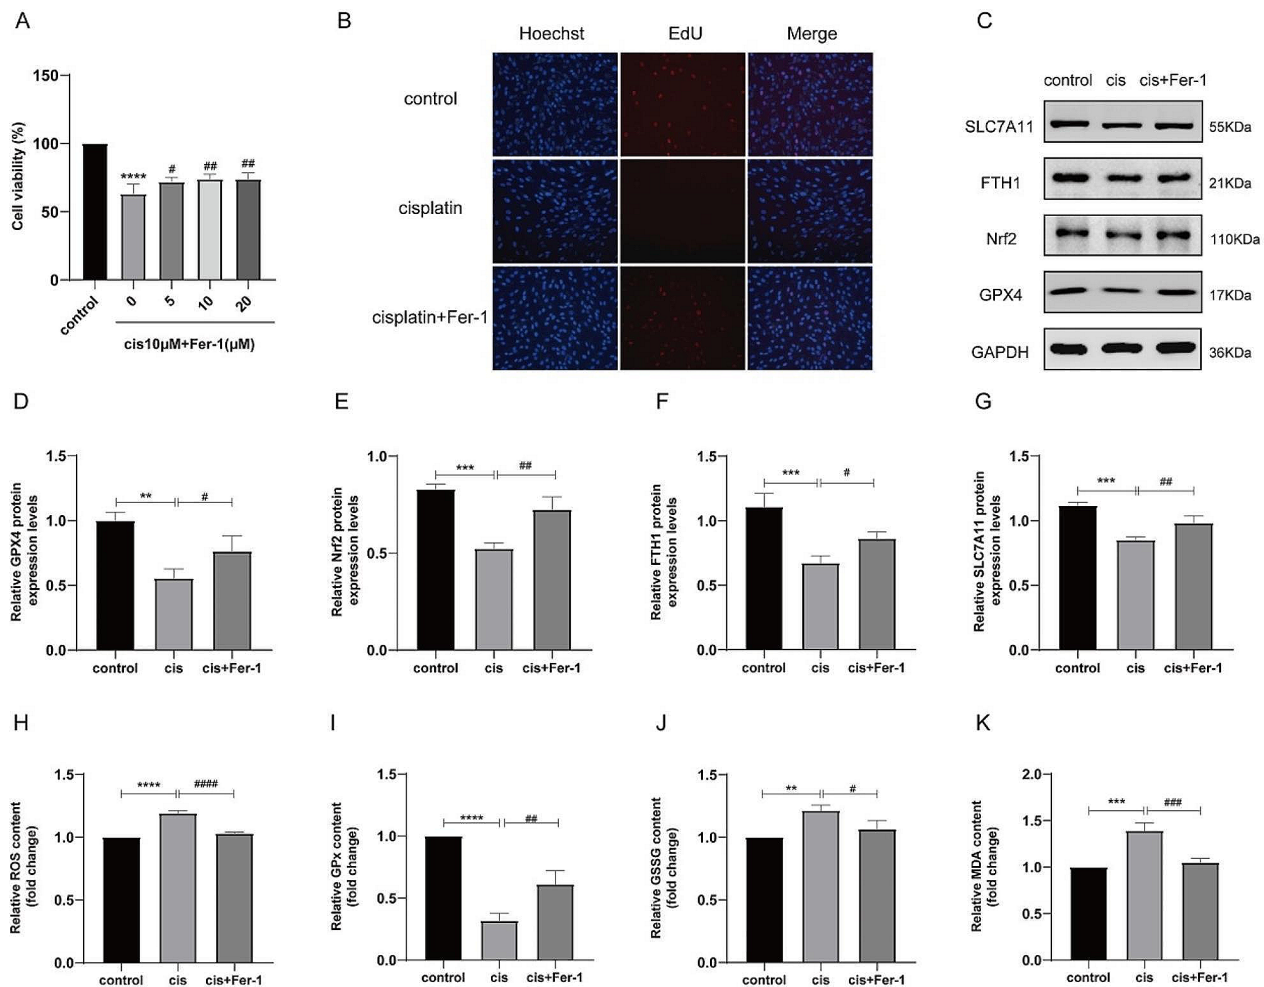 A
150
100
50
0
Cell viability (%)
****
#
##
##
control
0
5
10
20
cis10μM+Fer-1(μM)
B
Hoechst
EdU
Merge
control
cisplatin
cisplatin+Fer-1
C
control cis cis+Fer-1
SLC7A11
55KDa
FTH1
21KDa
Nrf2
110KDa
GPX4
17KDa
GAPDH
36KDa
D
Relative GPX4 protein
expression levels
1.5
1.0
0.5
0.0
**
#
control cis cis+Fer-1
E
Relative Nrf2 protein
expression levels
1.0
0.5
0.0
***
##
control cis cis+Fer-1
F
Relative FTH1 protein
expression levels
1.5
1.0
0.5
0.0
***
#
control cis cis+Fer-1
G
Relative SLC7A11 protein
expression levels
1.5
1.0
0.5
0.0
***
##
control cis cis+Fer-1
H
Relative ROS content
(fold change)
1.5
1.0
0.5
0.0
****
####
control cis cis+Fer-1
I
Relative GPx content
(fold change)
1.5
1.0
0.5
0.0
****
##
control cis cis+Fer-1
J
Relative GSSG content
(fold change)
1.5
1.0
0.5
0.0
**
#
control cis cis+Fer-1
K
Relative MDA content
(fold change)
2.0
1.5
1.0
0.5
0.0
***
###
control cis cis+Fer-1